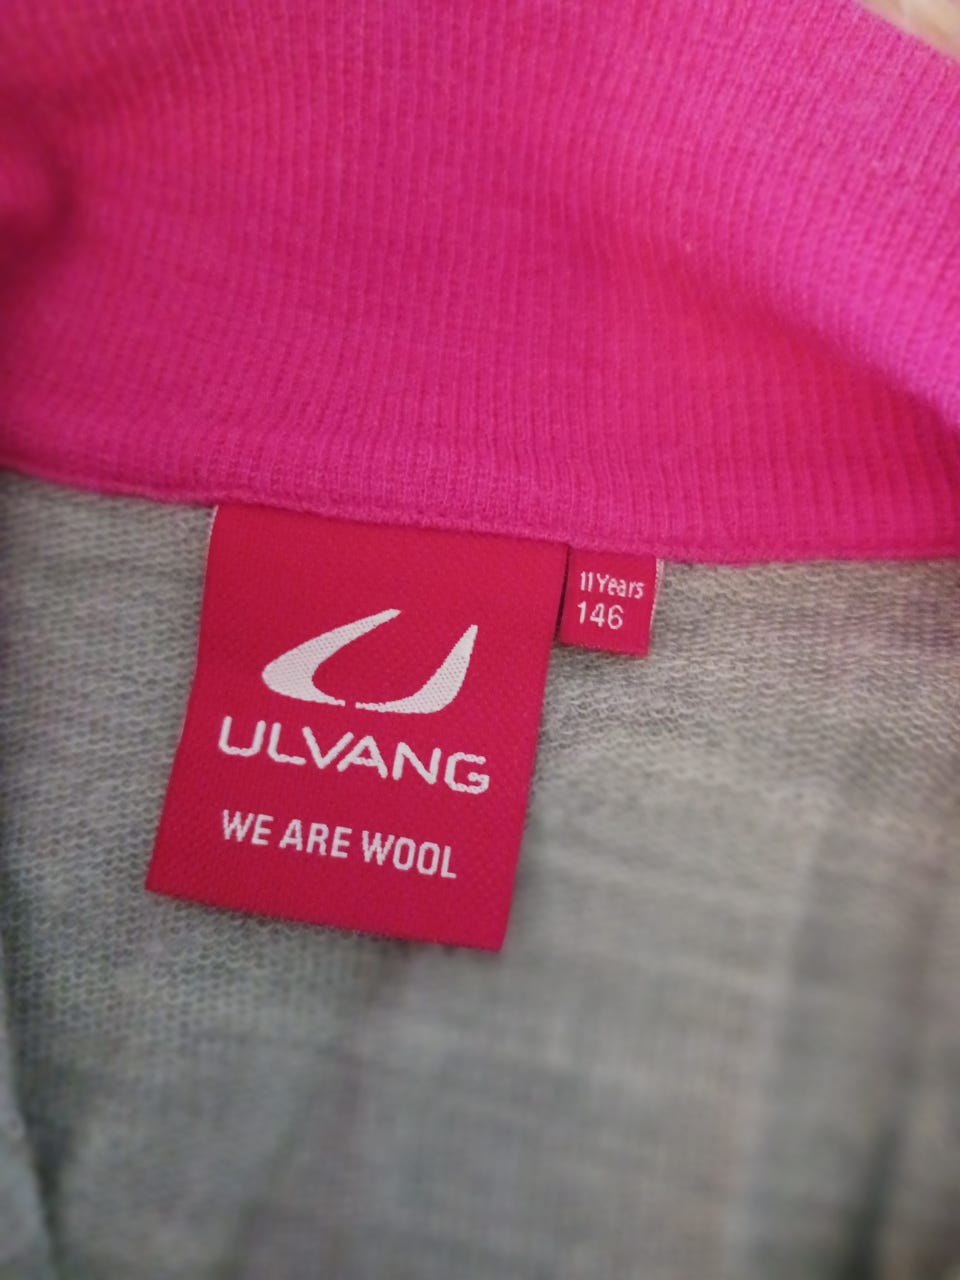 ULVANG
WE ARE WOOL
11 Years
146